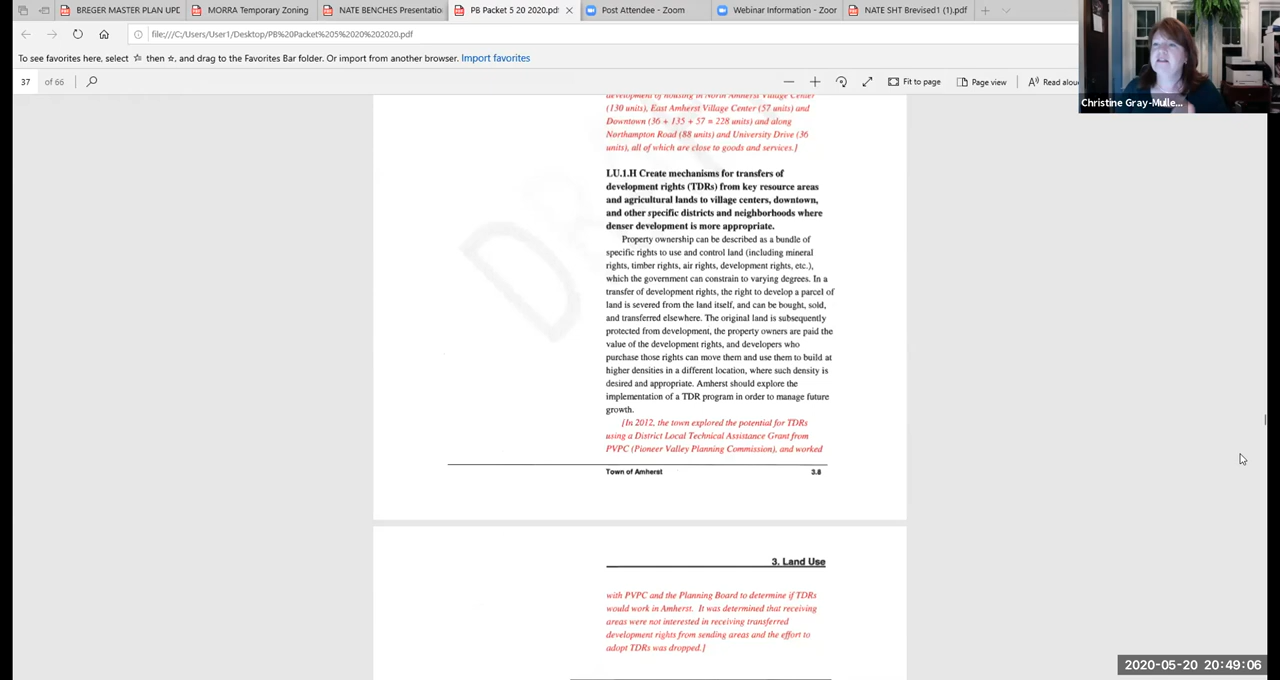 BREGER MASTER PLAN UPD
MORRA Temporary Zoning
NATE BENCHES Presentatio
PB Packet 5 20 2020.pdf
Post Attendee - Zoom
Webinar Information - Zoor
NATE SHT Brevised1 (1).pdf
file:///C:/Users/User1/Desktop/PB%20Packet%205%2020%202020.pdf
To see favorites here, select ☆ then ☆, and drag to the Favorites Bar folder. Or import from another browser. Import favorites
37 of 66
Fit to page
Page view
Read alou
Christine Gray-Mulle...
development of housing in North Amherst Village Center
(130 units), East Amherst Village Center (57 units) and
Downtown (36 + 135 + 57 = 228 units) and along
Northampton Road (88 units) and University Drive (36
units), all of which are close to goods and services.]
LU.1.H Create mechanisms for transfers of
development rights (TDRs) from key resource areas
and agricultural lands to village centers, downtown,
and other specific districts and neighborhoods where
denser development is more appropriate.
Property ownership can be described as a bundle of
specific rights to use and control land (including mineral
rights, timber rights, air rights, development rights, etc.),
which the government can constrain to varying degrees. In a
transfer of development rights, the right to develop a parcel of
land is severed from the land itself, and can be bought, sold,
and transferred elsewhere. The original land is subsequently
protected from development, the property owners are paid the
value of the development rights, and developers who
purchase those rights can move them and use them to build at
higher densities in a different location, where such density is
desired and appropriate. Amherst should explore the
implementation of a TDR program in order to manage future
growth.
[In 2012, the town explored the potential for TDRs
using a District Local Technical Assistance Grant from
PVPC (Pioneer Valley Planning Commission), and worked
Town of Amherst 3.8
3. Land Use
with PVPC and the Planning Board to determine if TDRs
would work in Amherst. It was determined that receiving
areas were not interested in receiving transferred
development rights from sending areas and the effort to
adopt TDRs was dropped.]
2020-05-20 20:49:06